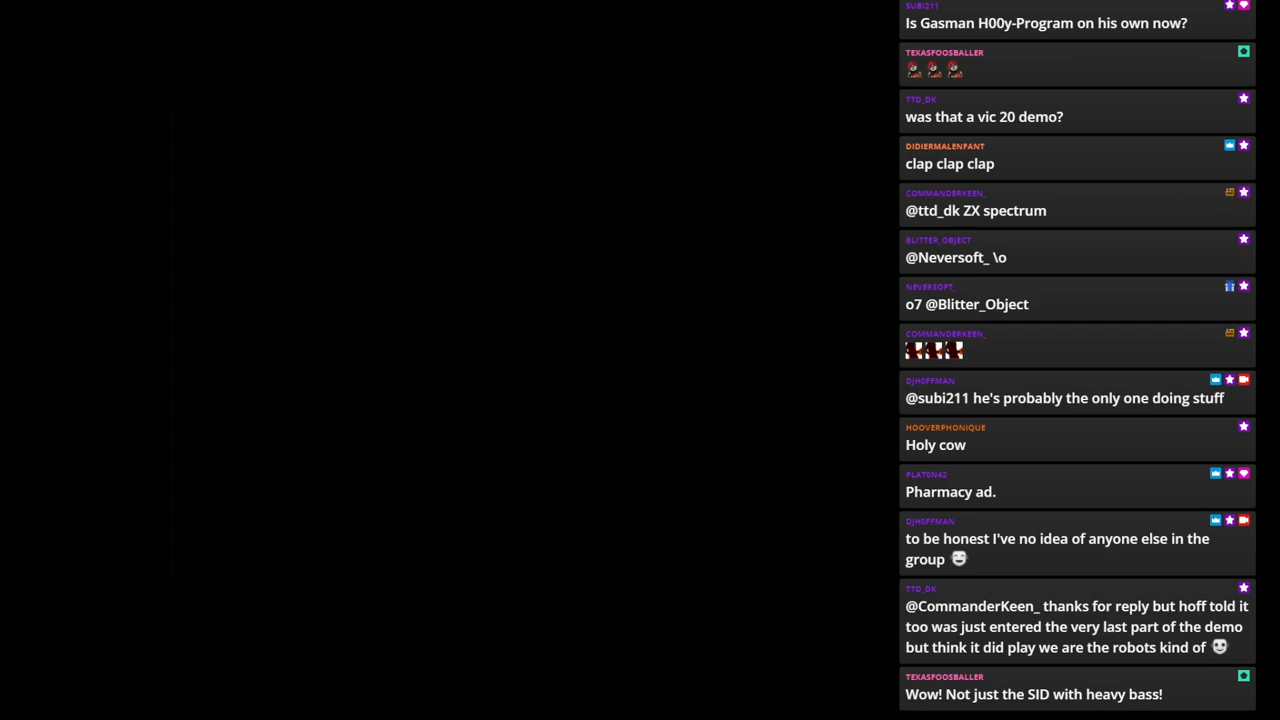 SUBI211
Is Gasman H00y-Program on his own now?
TEXASFOOSBALLER
TTD_DK
was that a vic 20 demo?
DIDIERMALENFANT
clap clap clap
COMMANDERKEEN_
@ttd_dk ZX spectrum
BLITTER_OBJECT
@Neversoft_ \o
NEVERSOFT_
o7 @Blitter_Object
COMMANDERKEEN_
DJH0FFMAN
@subi211 he's probably the only one doing stuff
HOOVERPHONIQUE
Holy cow
PLAT0N42
Pharmacy ad.
DJH0FFMAN
to be honest I've no idea of anyone else in the
group
TTD_DK
@CommanderKeen_ thanks for reply but hoff told it
too was just entered the very last part of the demo
but think it did play we are the robots kind of
TEXASFOOSBALLER
Wow! Not just the SID with heavy bass!